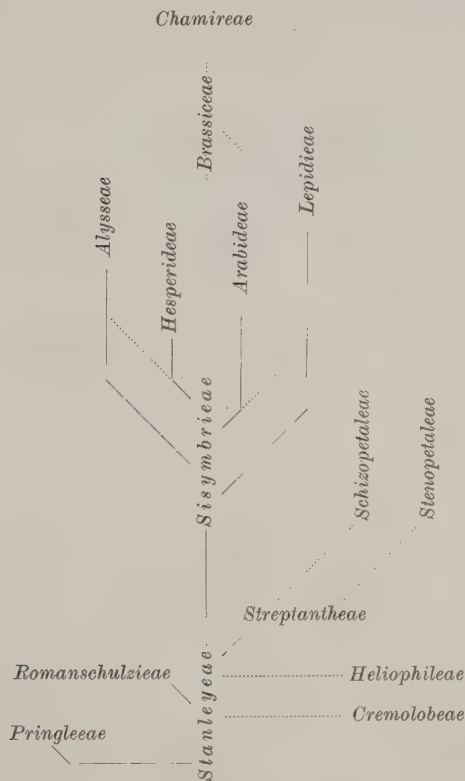 Chamireae
Brassiceae
Lepidieae
Alysseae
Hesperideae
Arabideae
Sisymbrieae
Schizopetaleae
Stenopetaleae
Streptantheae
Romanschulzieae
Stanleyeae
Heliophileae
Cremolobeae
Pringleeae